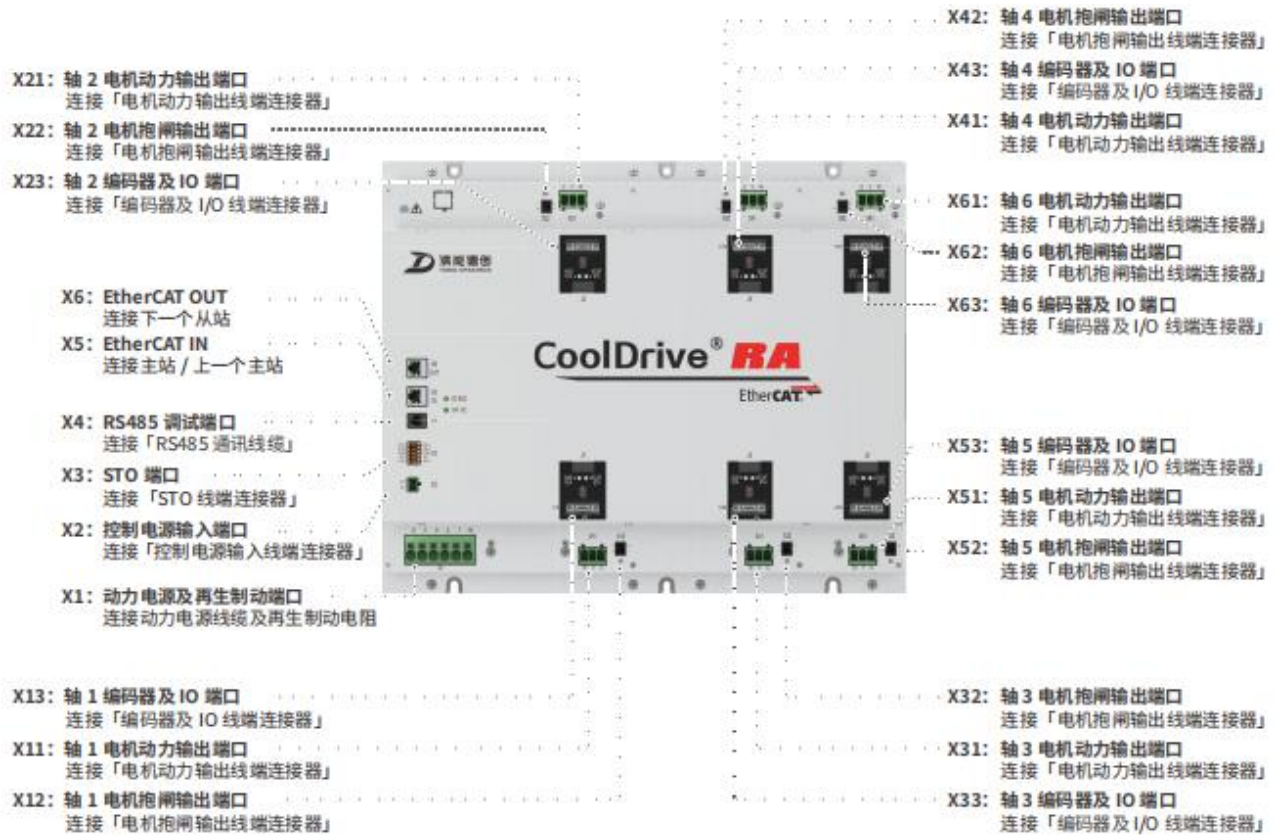 X21：轴 2 电机动力输出端口
连接「电机动力输出线端连接器」
X22：轴 2 电机抱闸输出端口
连接「电机抱闸输出线端连接器」
X23：轴 2 编码器及 IO 端口
连接「编码器及 I/O 线端连接器」
X6：EtherCAT OUT
连接下一个从站
X5：EtherCAT IN
连接主站 / 上一个主站
X4：RS485 调试端口
连接「RS485 通讯线缆」
X3：STO 端口
连接「STO 线端连接器」
X2：控制电源输入端口
连接「控制电源输入线端连接器」
X1：动力电源及再生制动端口
连接动力电源线缆及再生制动电阻
X13：轴 1 编码器及 IO 端口
连接「编码器及 IO 线端连接器」
X11：轴 1 电机动力输出端口
连接「电机动力输出线端连接器」
X12：轴 1 电机抱闸输出端口
连接「电机抱闸输出线端连接器」
CoolDrive® RA
EtherCAT
X42：轴 4 电机抱闸输出端口
连接「电机抱闸输出线端连接器」
X43：轴 4 编码器及 IO 端口
连接「编码器及 I/O 线端连接器」
X41：轴 4 电机动力输出端口
连接「电机动力输出线端连接器」
X61：轴 6 电机动力输出端口
连接「电机动力输出线端连接器」
X62：轴 6 电机抱闸输出端口
连接「电机抱闸输出线端连接器」
X63：轴 6 编码器及 IO 端口
连接「编码器及 I/O 线端连接器」
X53：轴 5 编码器及 IO 端口
连接「编码器及 I/O 线端连接器」
X51：轴 5 电机动力输出端口
连接「电机动力输出线端连接器」
X52：轴 5 电机抱闸输出端口
连接「电机抱闸输出线端连接器」
X32：轴 3 电机抱闸输出端口
连接「电机抱闸输出线端连接器」
X31：轴 3 电机动力输出端口
连接「电机动力输出线端连接器」
X33：轴 3 编码器及 IO 端口
连接「编码器及 I/O 线端连接器」